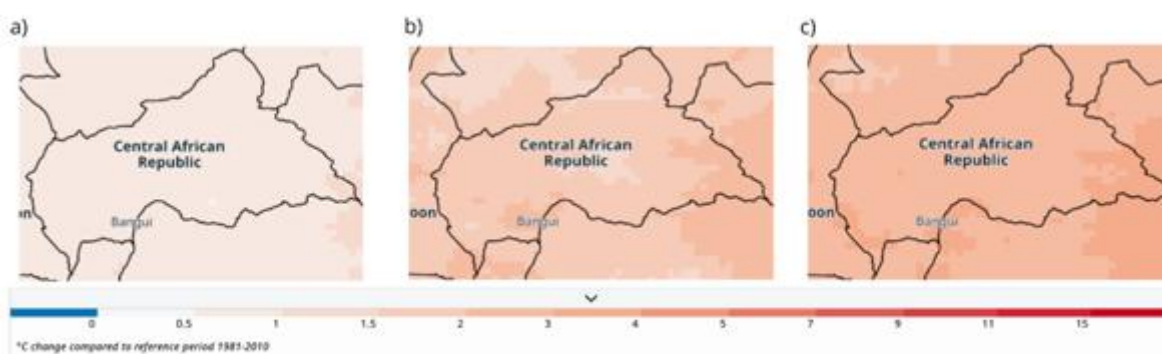 a)
b)
c)
Central African
Republic
Central African
Republic
Central African
Republic
on
oon
oon
Bangui
Bangui
Bangui
0 0.5 1 1.5 2 3 4 5 7 9 11 15
°C change compared to reference period 1981-2010